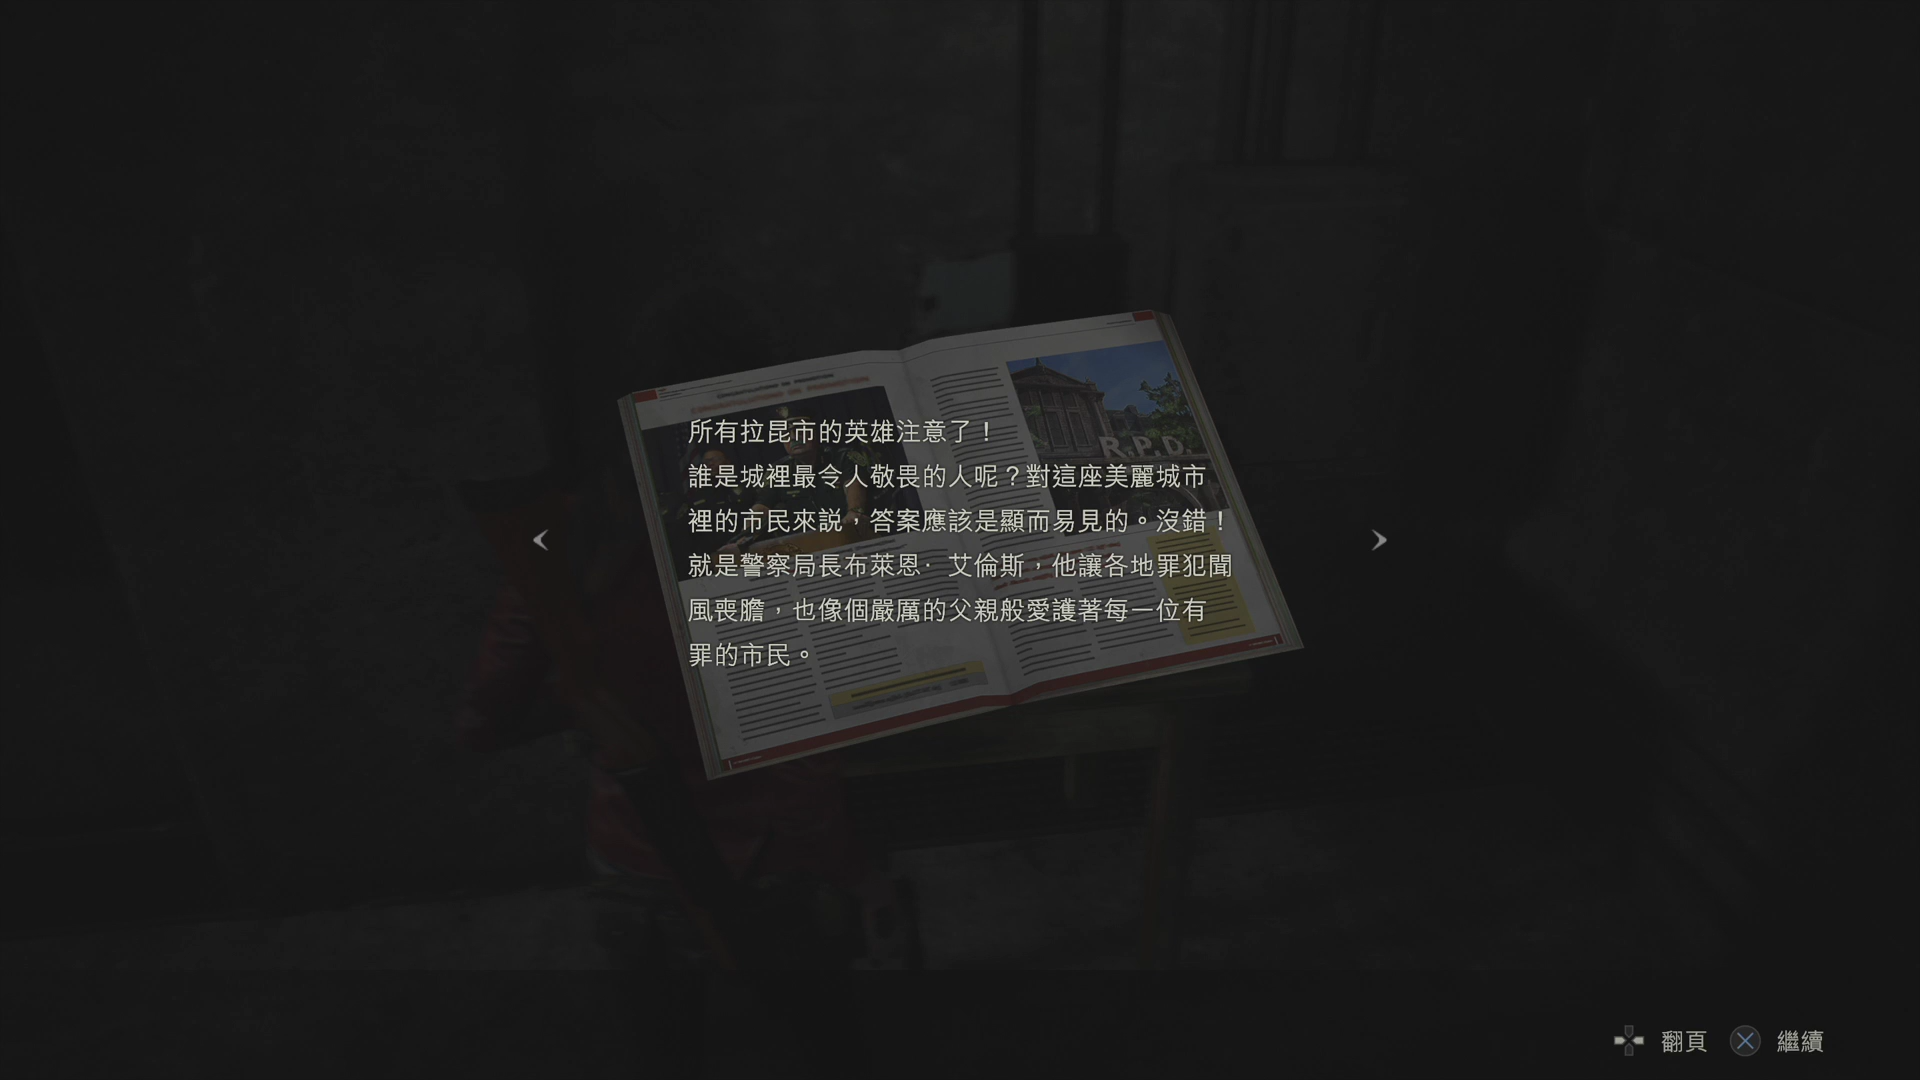 R.P.D.
所有拉昆市的英雄注意了！
誰是城裡最令人敬畏的人呢？對這座美麗城市
裡的市民來説，答案應該是顯而易見的。沒錯！
就是警察局長布萊恩·艾倫斯，他讓各地罪犯聞
風喪膽，也像個嚴厲的父親般愛護著每一位有
罪的市民。
翻頁 繼續